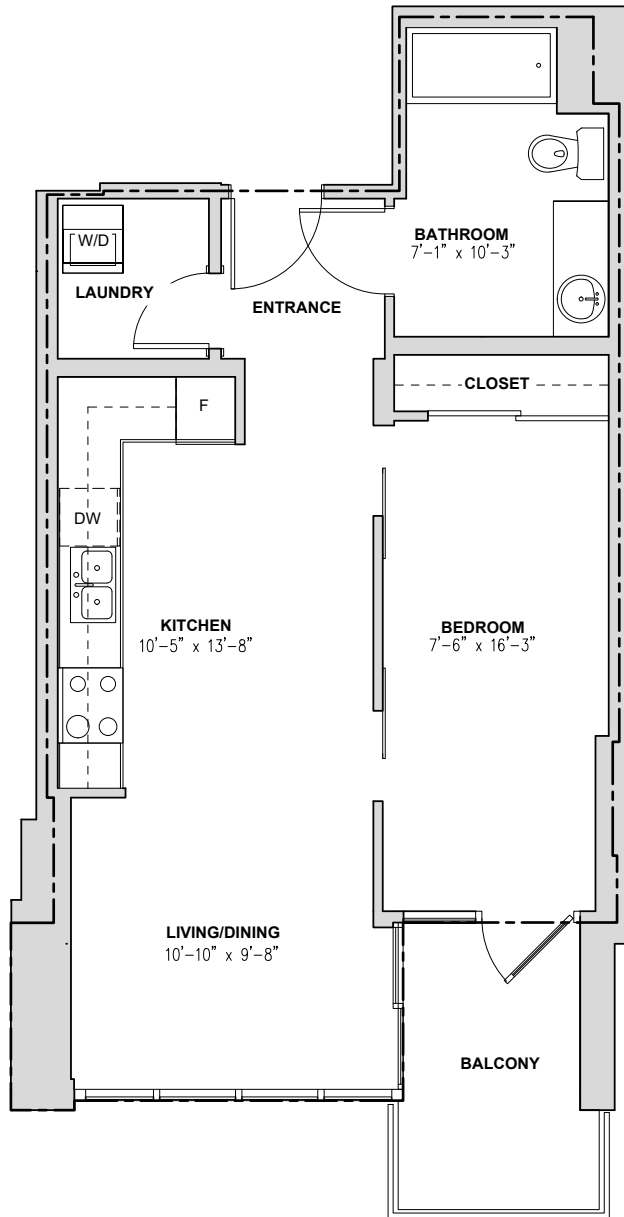 BATHROOM
7'-1" x 10'-3"
W/D
LAUNDRY
ENTRANCE
CLOSET
F
DW
KITCHEN
10'-5" x 13'-8"
BEDROOM
7'-6" x 16'-3"
LIVING/DINING
10'-10" x 9'-8"
BALCONY